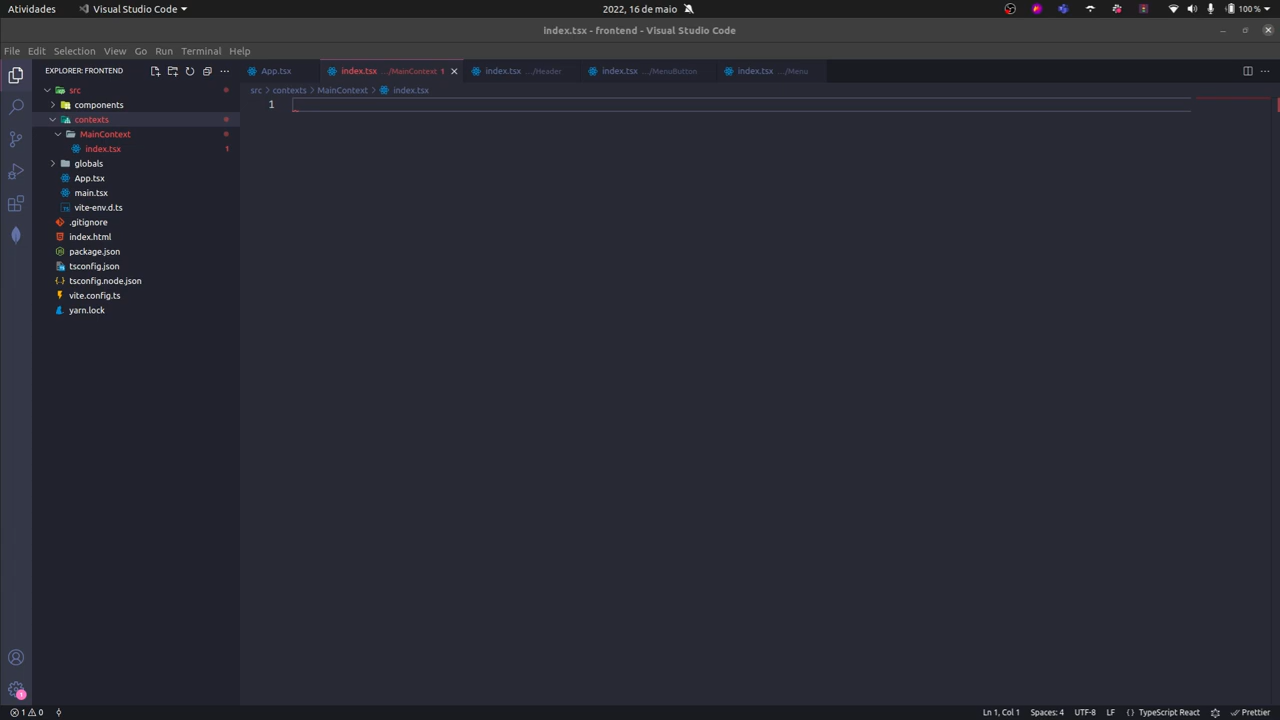 Atividades Visual Studio Code 2022, 16 de maio 100 %
index.tsx - frontend - Visual Studio Code
File Edit Selection View Go Run Terminal Help
EXPLORER: FRONTEND App.tsx index.tsx .../MainContext 1 index.tsx .../Header index.tsx .../MenuButton index.tsx .../Menu
src > contexts > MainContext > index.tsx
1
src
components
contexts
MainContext
index.tsx 1
globals
App.tsx
main.tsx
vite-env.d.ts
.gitignore
index.html
package.json
tsconfig.json
tsconfig.node.json
vite.config.ts
yarn.lock
1
1 0 Ln 1, Col 1 Spaces: 4 UTF-8 LF TypeScript React Prettier